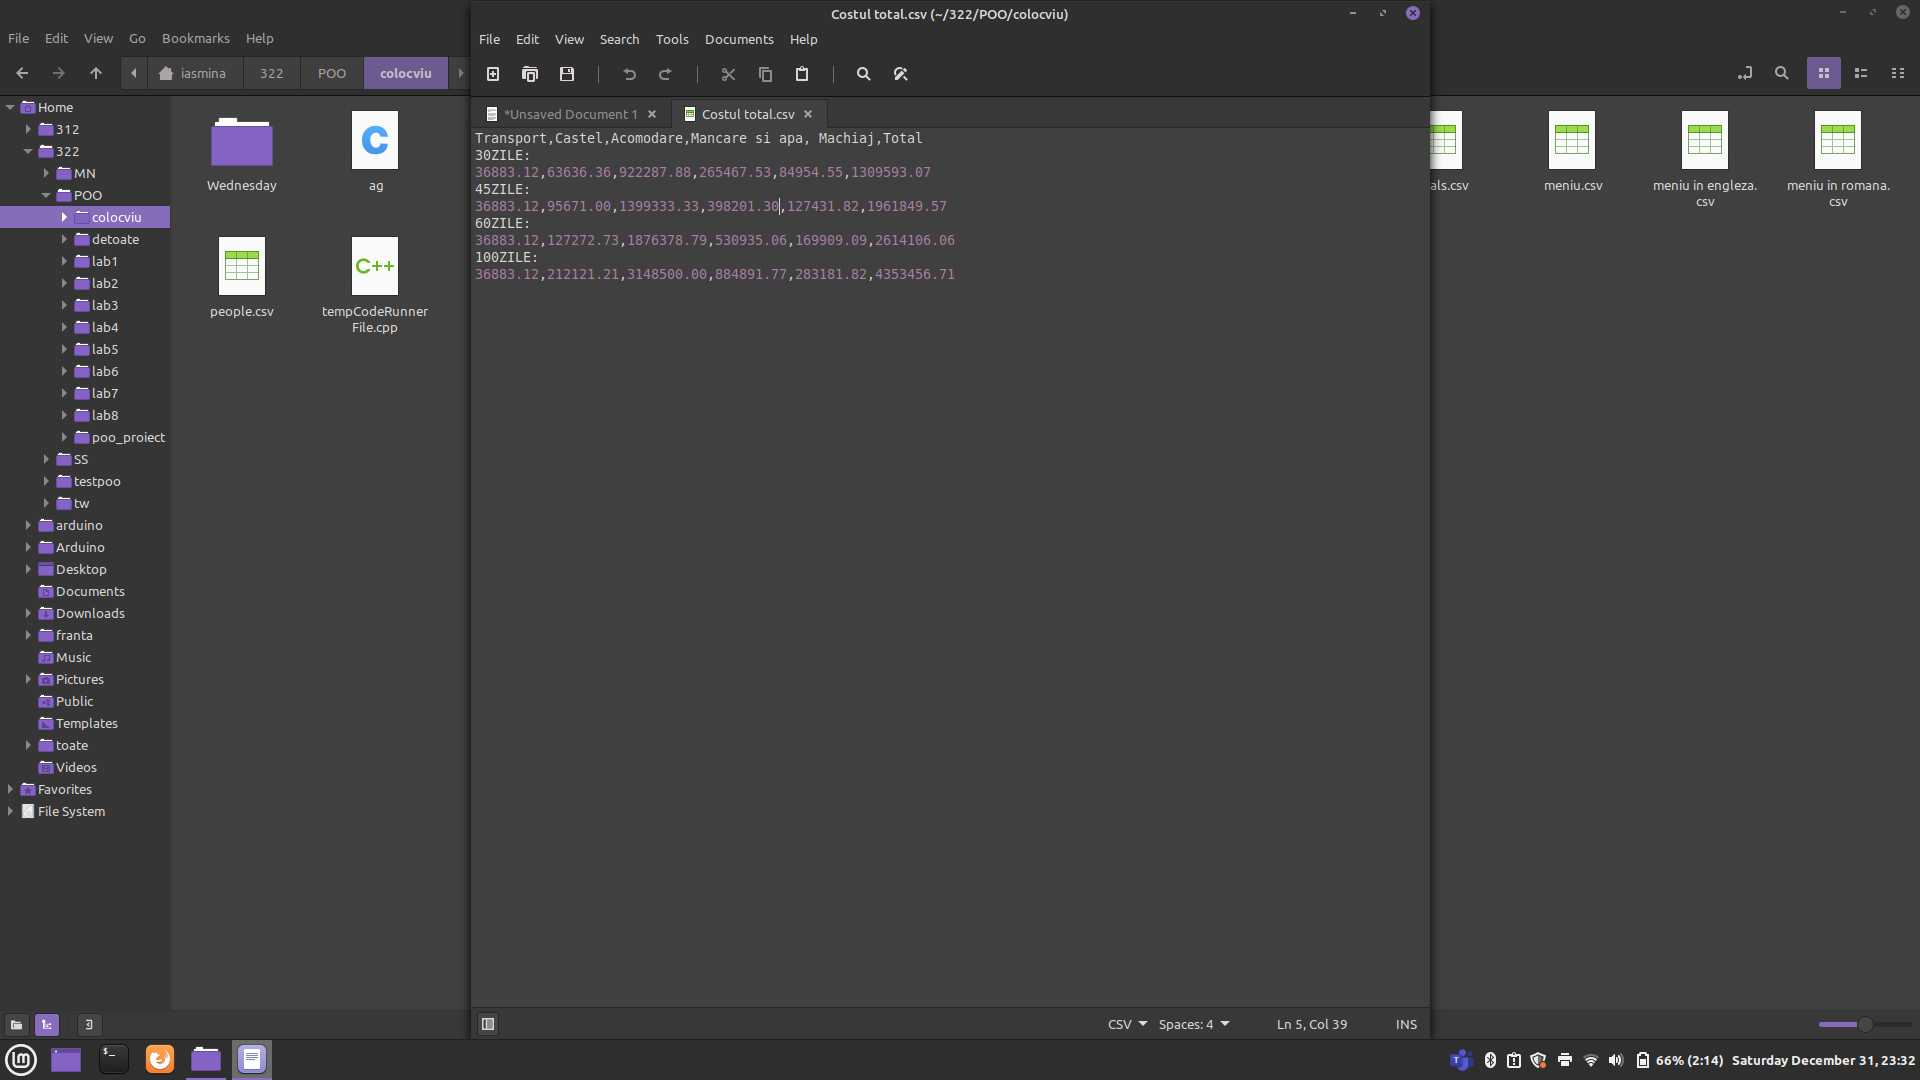 Costul total.csv (~/322/POO/colocviu)
File Edit View Go Bookmarks Help
iasmina 322 POO colocviu
Home
312
322
MN
POO
colocviu
detoate
lab1
lab2
lab3
lab4
lab5
lab6
lab7
lab8
poo_proiect
SS
testpoo
tw
arduino
Arduino
Desktop
Documents
Downloads
franta
Music
Pictures
Public
Templates
toate
Videos
Favorites
File System
Wednesday
C
ag
people.csv
C++
tempCodeRunner
File.cpp
File Edit View Search Tools Documents Help
*Unsaved Document 1
Costul total.csv
Transport,Castel,Acomodare,Mancare si apa, Machiaj,Total
30ZILE:
36883.12,63636.36,922287.88,265467.53,84954.55,1309593.07
45ZILE:
36883.12,95671.00,1399333.33,398201.30,127431.82,1961849.57
60ZILE:
36883.12,127272.73,1876378.79,530935.06,169909.09,2614106.06
100ZILE:
36883.12,212121.21,3148500.00,884891.77,283181.82,4353456.71
CSV Spaces: 4 Ln 5, Col 39 INS
als.csv
meniu.csv
meniu in engleza.
csv
meniu in romana.
csv
66% (2:14) Saturday December 31, 23:32